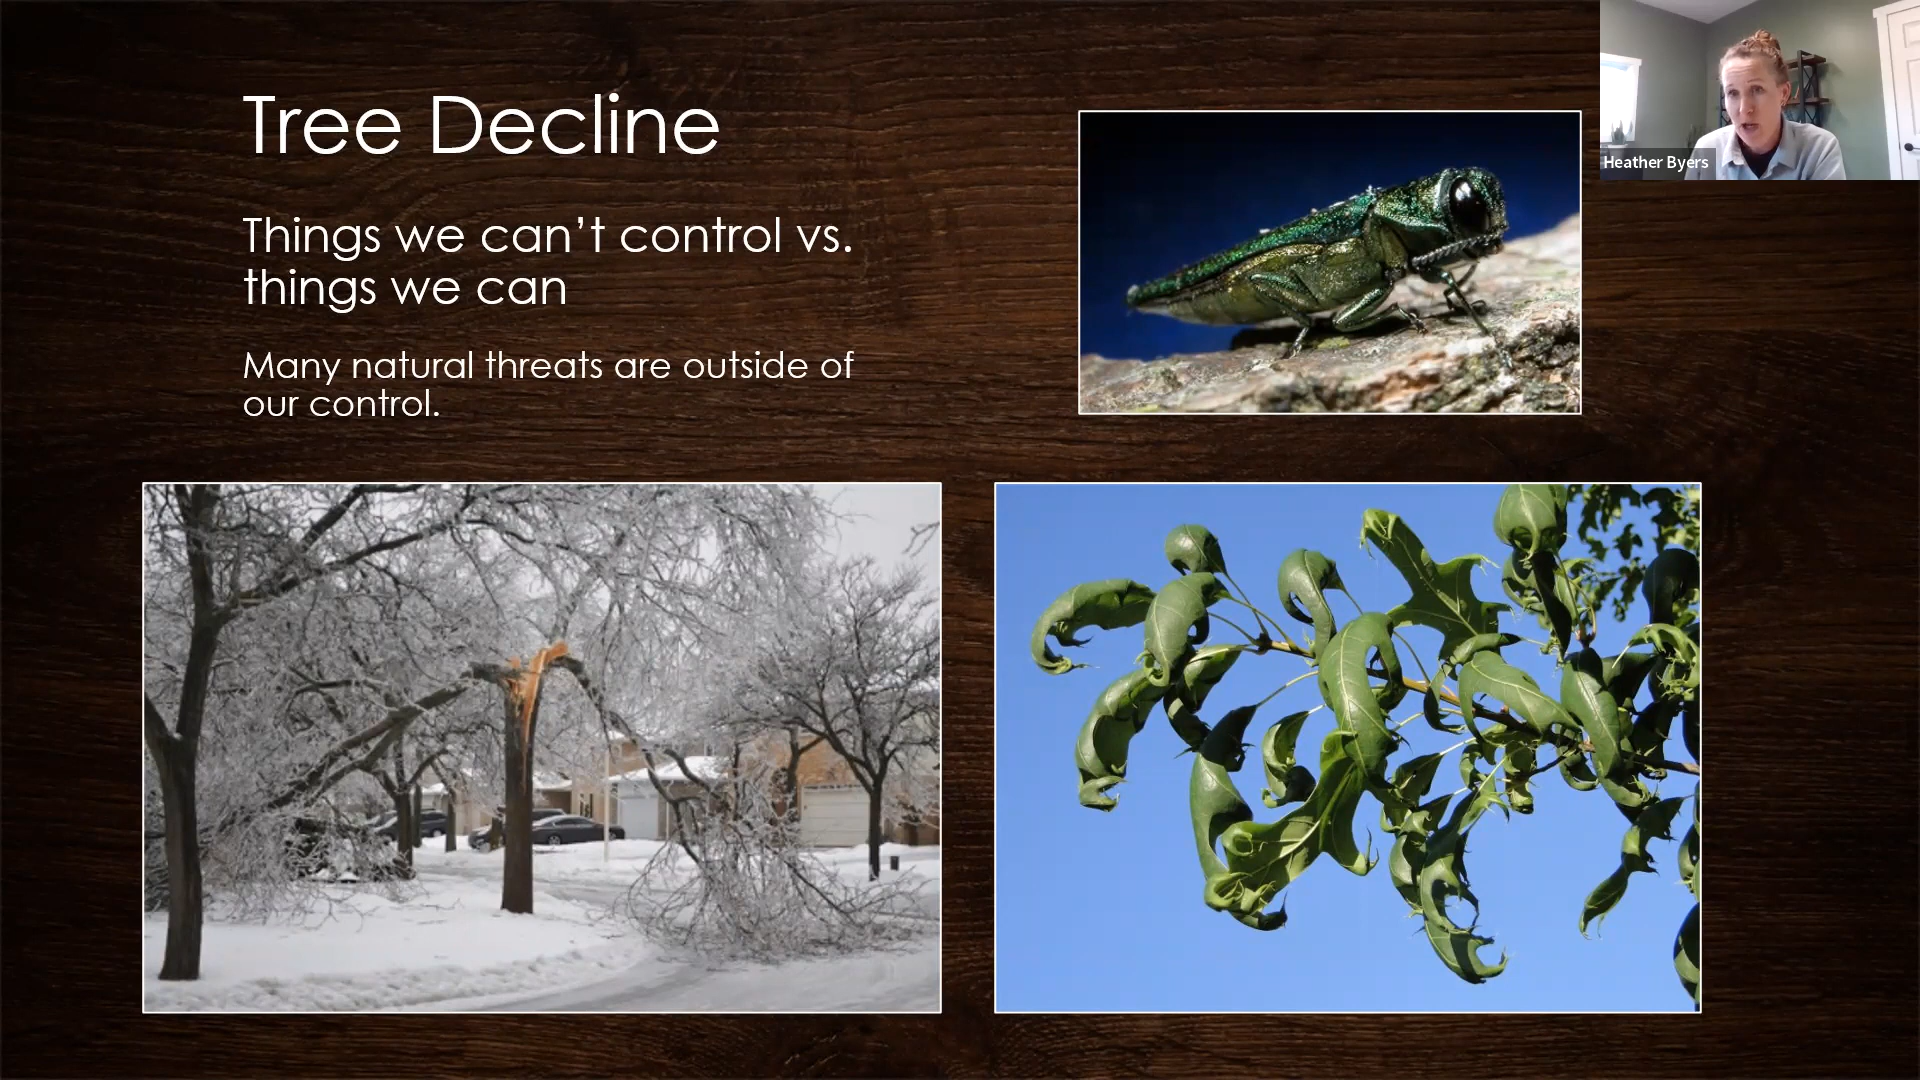 Tree Decline
Things we can’t control vs.
things we can
Many natural threats are outside of
our control.
Heather Byers